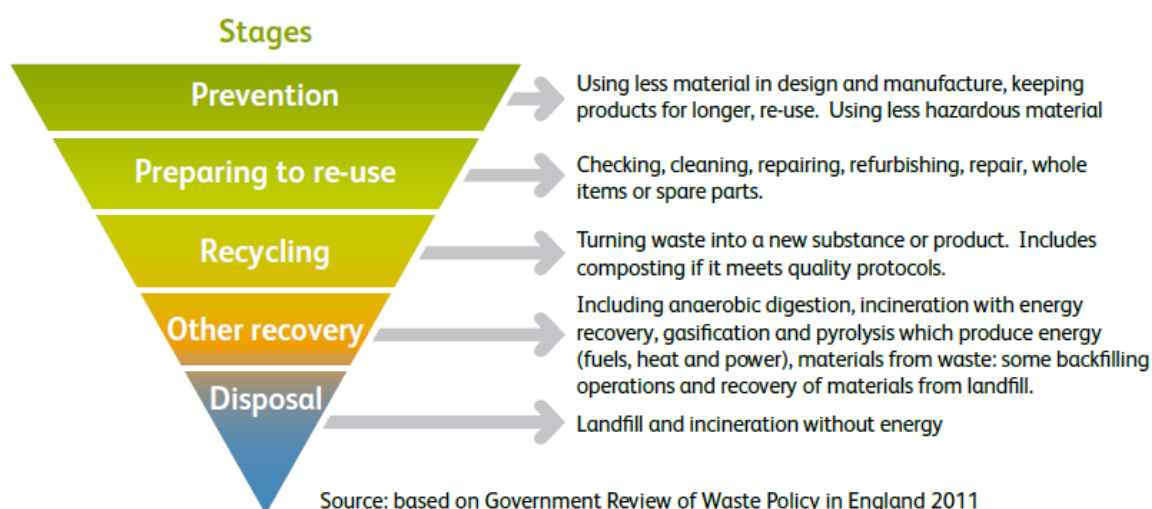 Stages
Prevention
Using less material in design and manufacture, keeping
products for longer, re-use.  Using less hazardous material
Preparing to re-use
Checking, cleaning, repairing, refurbishing, repair, whole
items or spare parts.
Recycling
Turning waste into a new substance or product.  Includes
composting if it meets quality protocols.
Other recovery
Including anaerobic digestion, incineration with energy
recovery, gasification and pyrolysis which produce energy
(fuels, heat and power), materials from waste: some backfilling
operations and recovery of materials from landfill.
Disposal
Landfill and incineration without energy
Source: based on Government Review of Waste Policy in England 2011